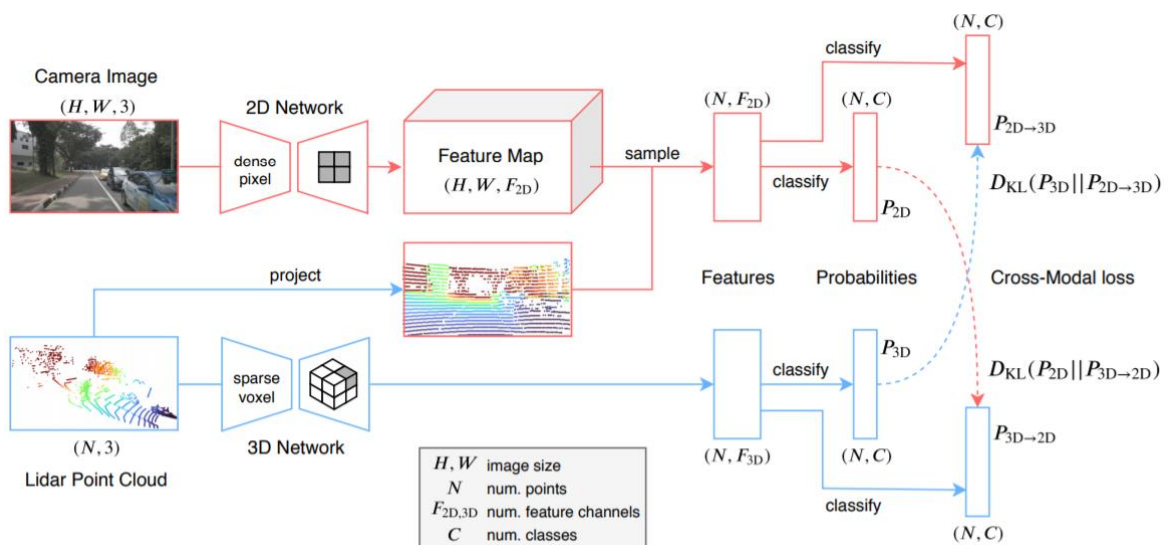 Camera Image
(H, W, 3)
2D Network
dense
pixel
Feature Map
(H, W, F2D)
sample
(N, F2D)
classify
classify
(N, C)
P2D
(N, C)
P2D→3D
DKL(P3D||P2D→3D)
project
Features
Probabilities
Cross-Modal loss
sparse
voxel
3D Network
(N, 3)
Lidar Point Cloud
(N, F3D)
classify
classify
P3D
(N, C)
DKL(P2D||P3D→2D)
P3D→2D
(N, C)
H, W image size
N num. points
F2D,3D num. feature channels
C num. classes